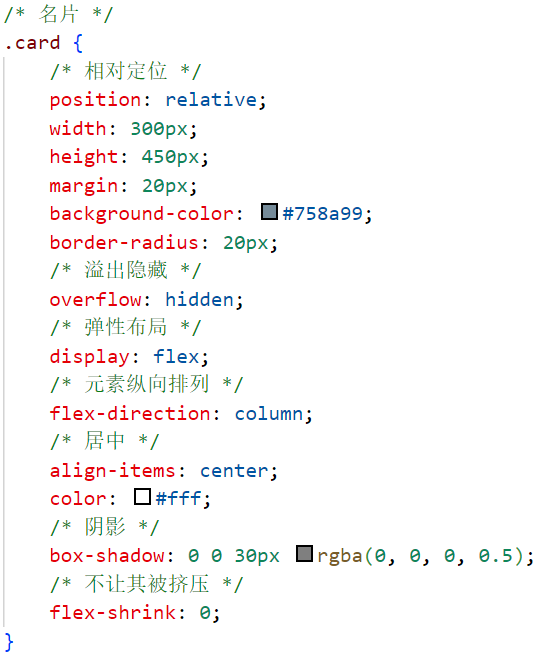 /* 名片 */
.card {
    /* 相对定位 */
    position: relative;
    width: 300px;
    height: 450px;
    margin: 20px;
    background-color: #758a99;
    border-radius: 20px;
    /* 溢出隐藏 */
    overflow: hidden;
    /* 弹性布局 */
    display: flex;
    /* 元素纵向排列 */
    flex-direction: column;
    /* 居中 */
    align-items: center;
    color: #fff;
    /* 阴影 */
    box-shadow: 0 0 30px rgba(0, 0, 0, 0.5);
    /* 不让其被挤压 */
    flex-shrink: 0;
}